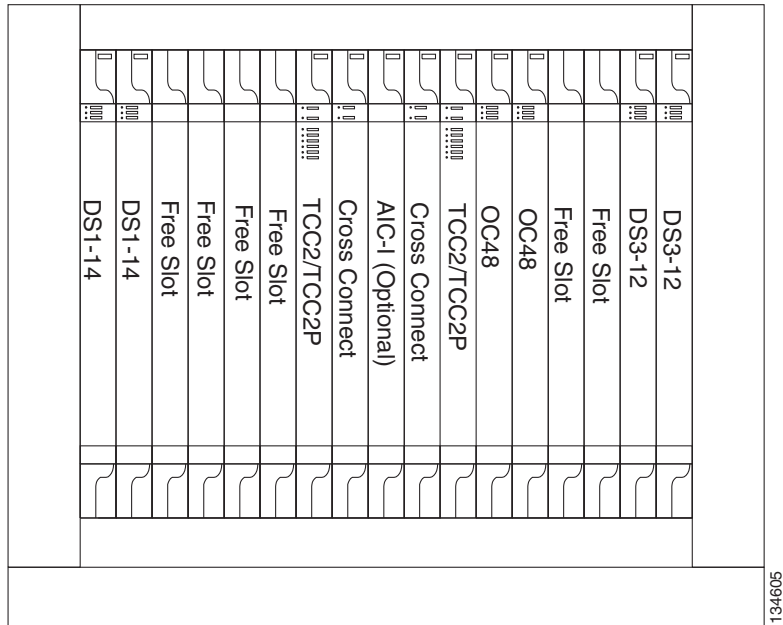 DS1-14
DS1-14
Free Slot
Free Slot
Free Slot
Free Slot
TCC2/TCC2P
Cross Connect
AIC-I (Optional)
Cross Connect
TCC2/TCC2P
OC48
OC48
Free Slot
Free Slot
DS3-12
DS3-12
134605